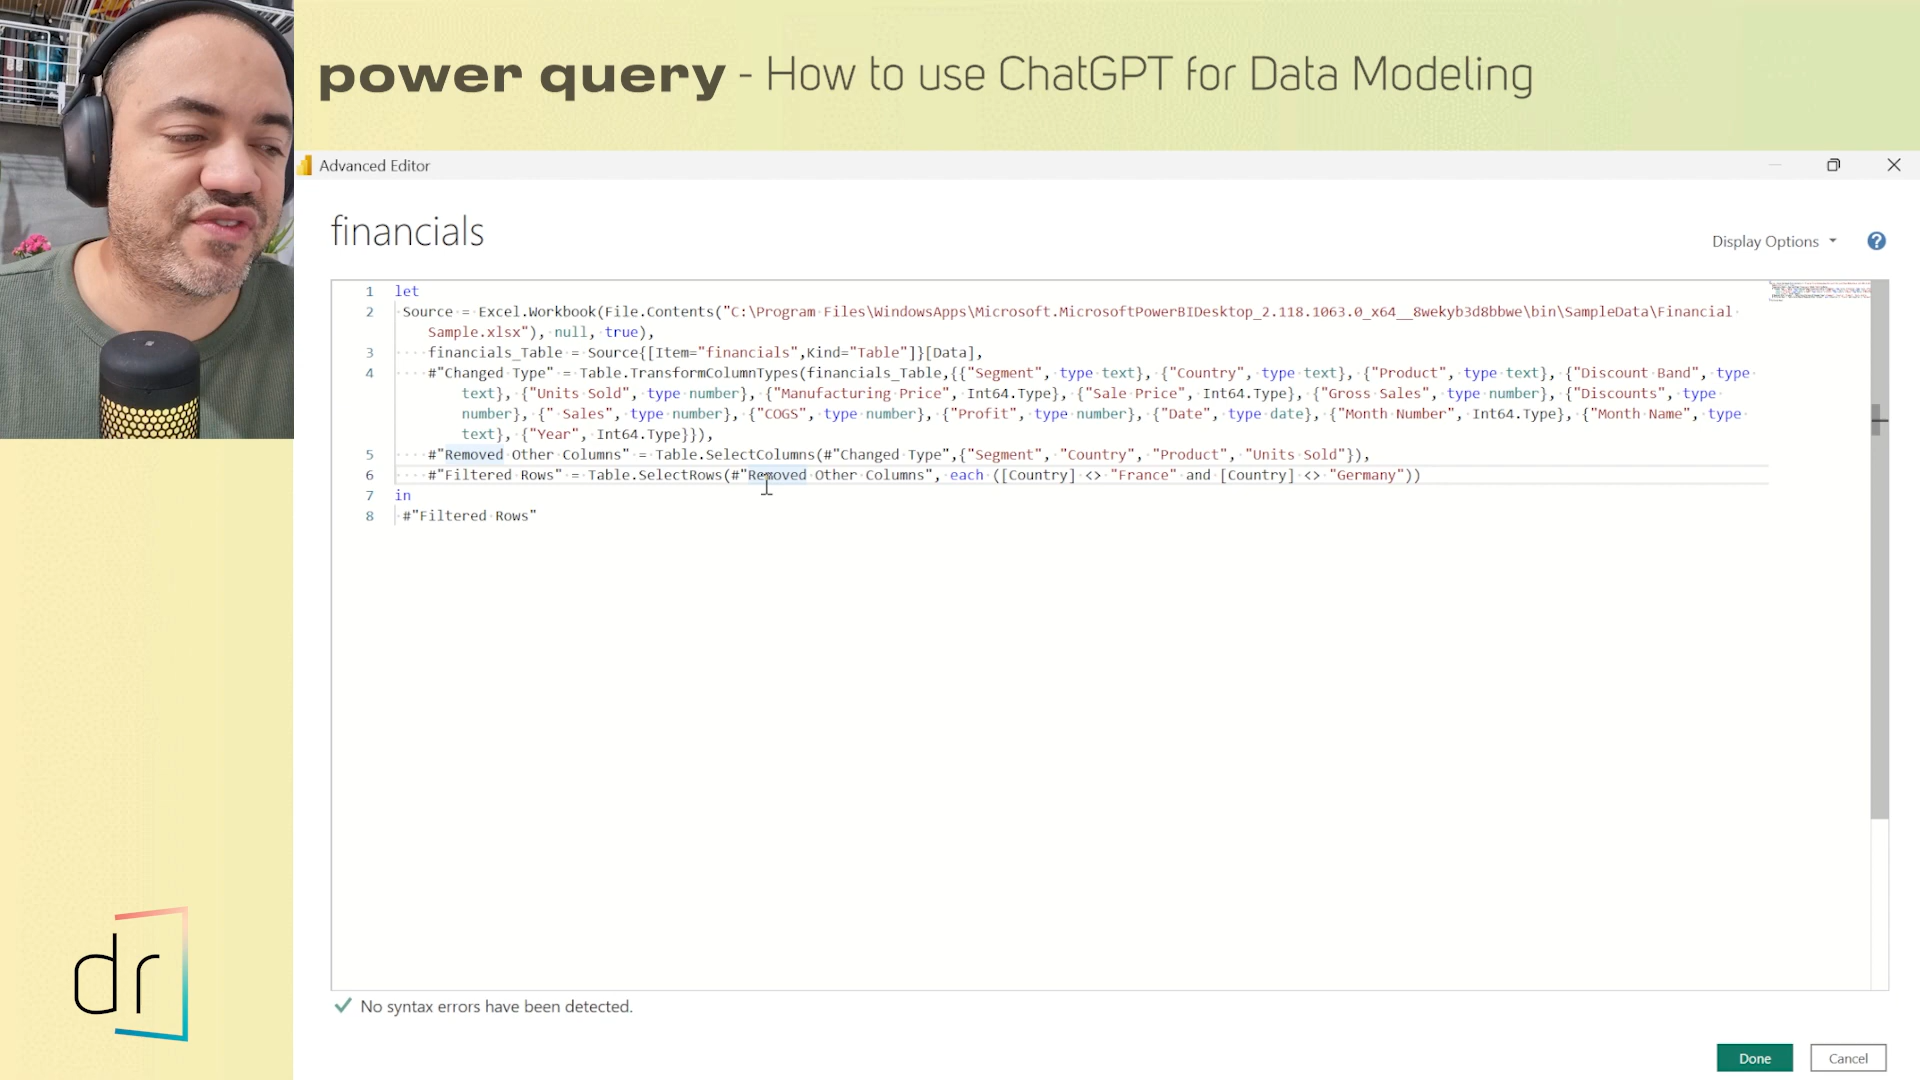 power query - How to use ChatGPT for Data Modeling
Advanced Editor
financials
Display Options
?
1 let
2 Source = Excel.Workbook(File.Contents("C:\Program Files\WindowsApps\Microsoft.MicrosoftPowerBIDesktop_2.118.1063.0_x64__8wekyb3d8bbwe\bin\SampleData\Financial
Sample.xlsx"), null, true),
3 financials_Table = Source{[Item="financials",Kind="Table"]}[Data],
4 #"Changed Type" = Table.TransformColumnTypes(financials_Table,{{"Segment", type text}, {"Country", type text}, {"Product", type text}, {"Discount Band", type
text}, {"Units Sold", type number}, {"Manufacturing Price", Int64.Type}, {"Sale Price", Int64.Type}, {"Gross Sales", type number}, {"Discounts", type
number}, {" Sales", type number}, {"COGS", type number}, {"Profit", type number}, {"Date", type date}, {"Month Number", Int64.Type}, {"Month Name", type
text}, {"Year", Int64.Type}}),
5 #"Removed Other Columns" = Table.SelectColumns(#"Changed Type",{"Segment", "Country", "Product", "Units Sold"}),
6 #"Filtered Rows" = Table.SelectRows(#"Removed Other Columns", each ([Country] <> "France" and [Country] <> "Germany"))
7 in
8 #"Filtered Rows"
No syntax errors have been detected.
Done
Cancel
dr